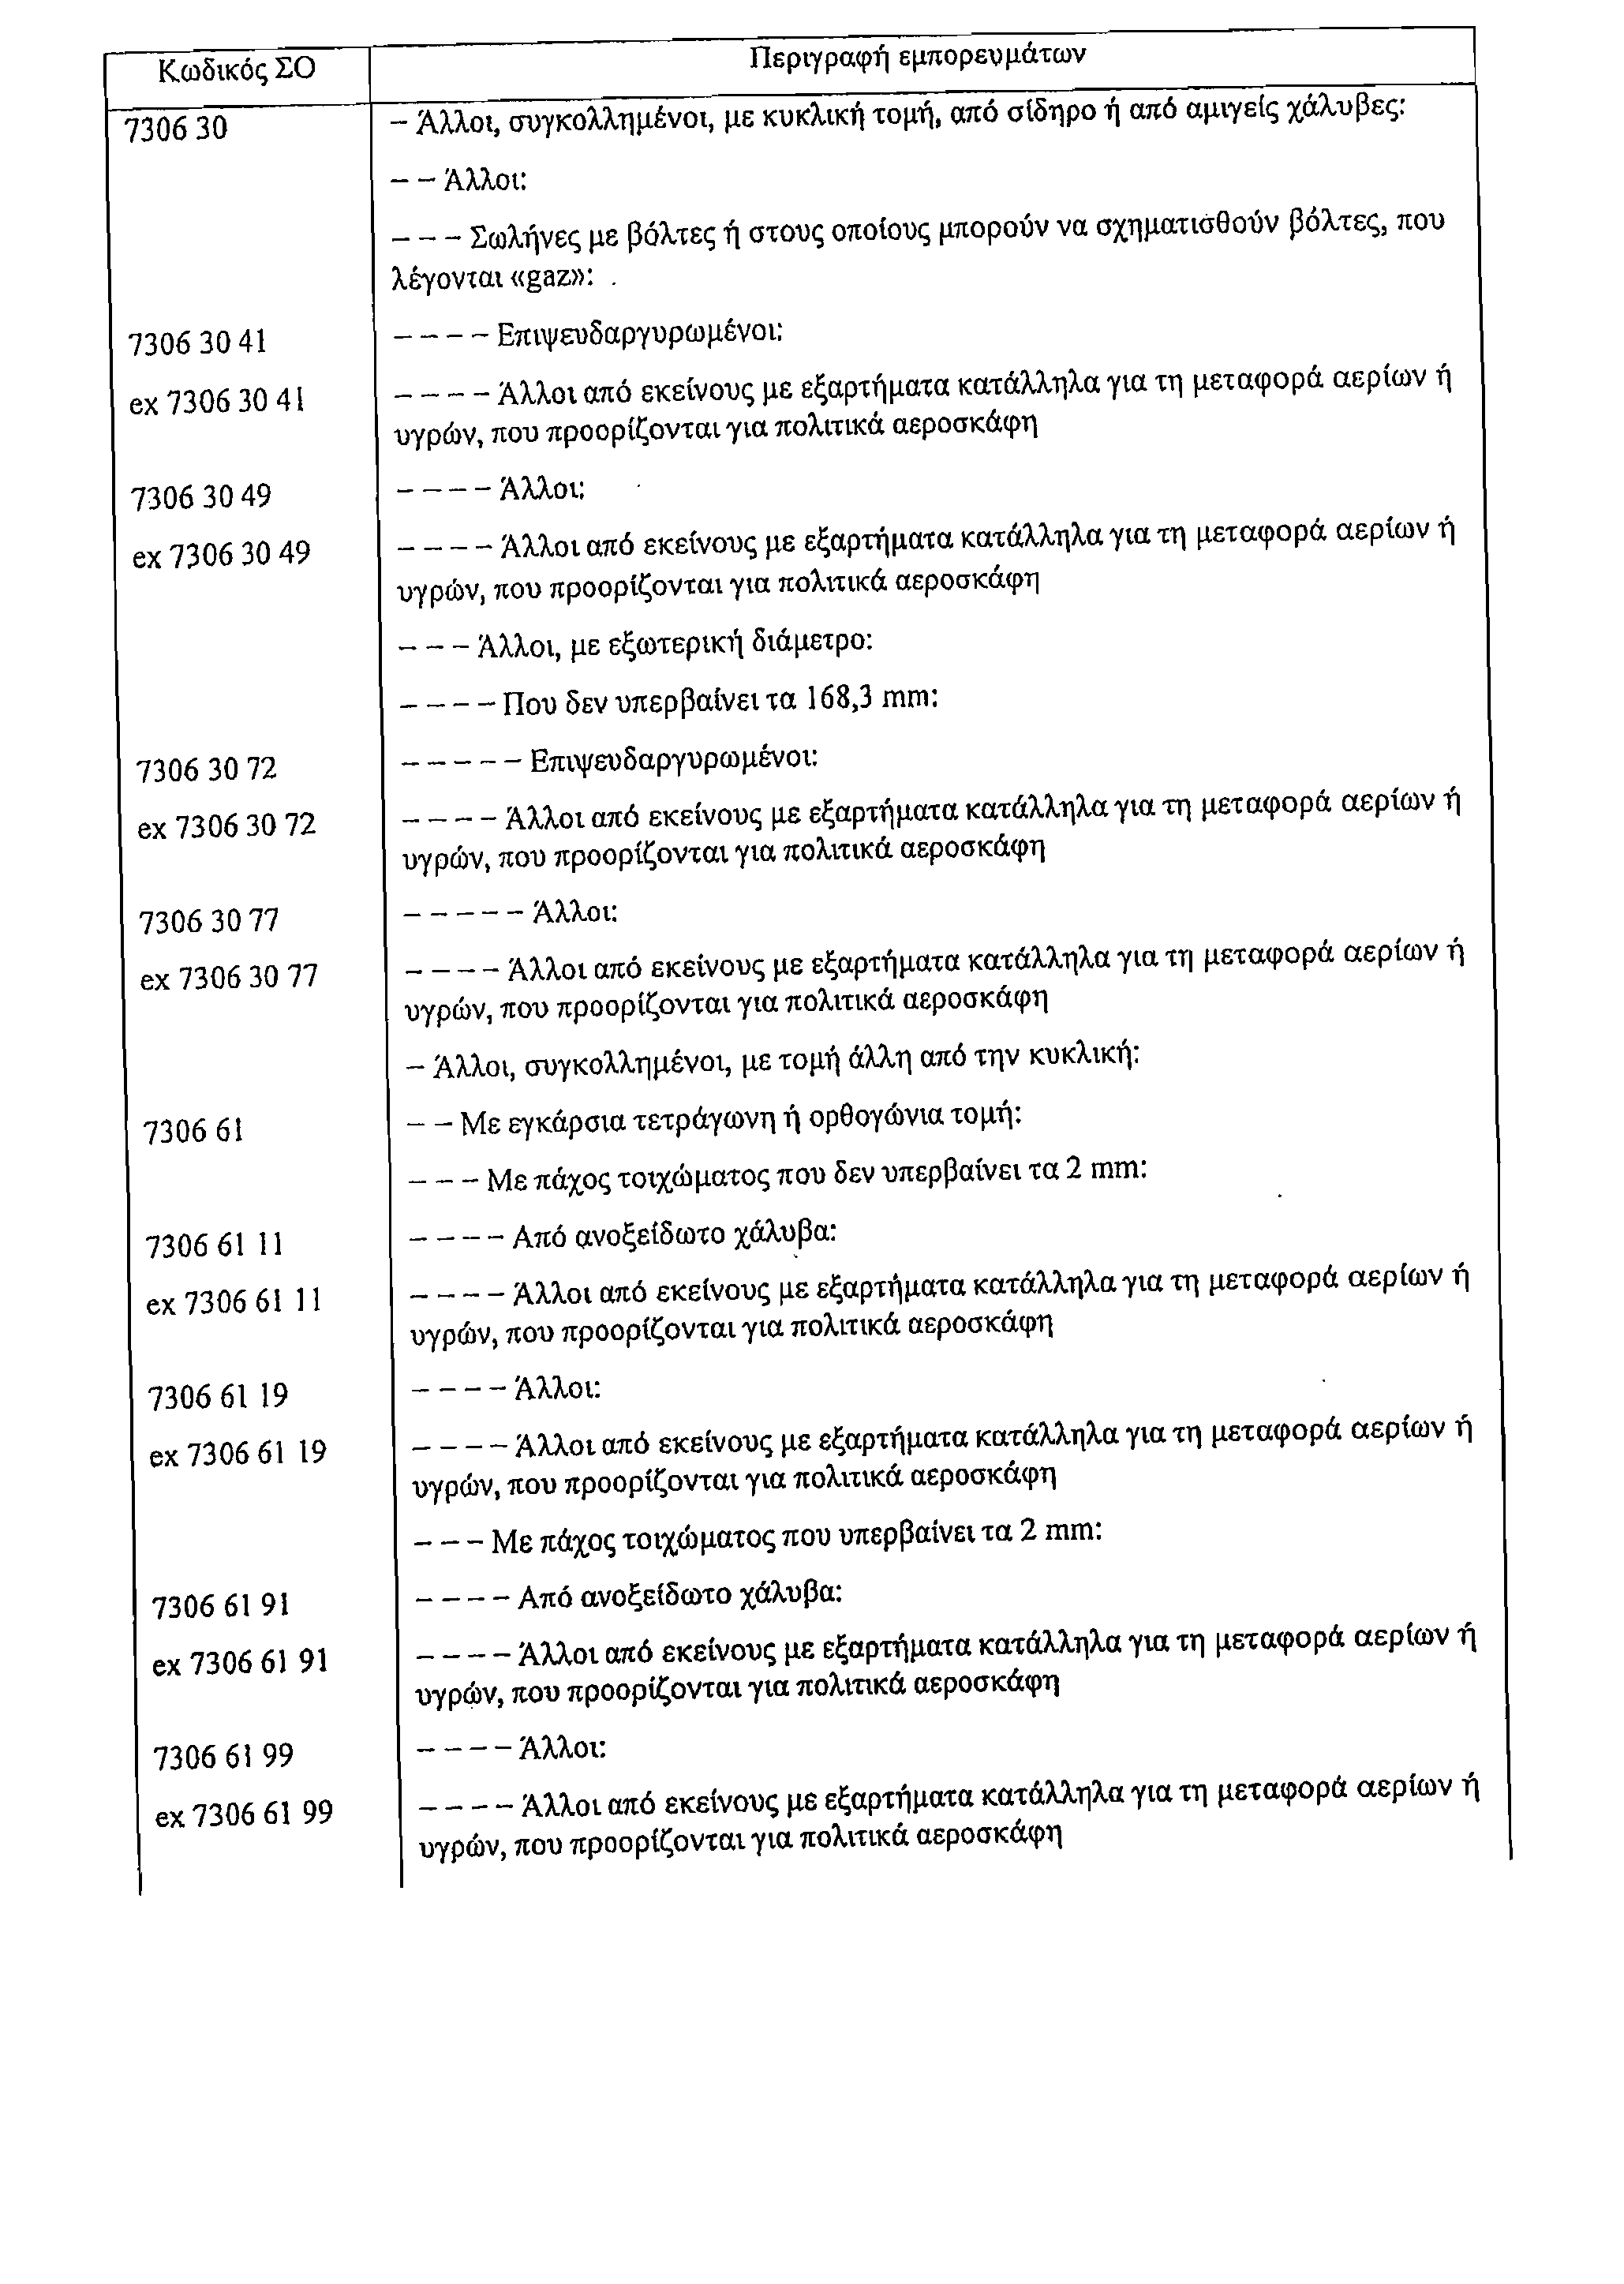 Κωδικός ΣΟ Περιγραφή εμπορευμάτων
7306 30 – Άλλοι, συγκολλημένοι, με κυκλική τομή, από σίδηρο ή από αμιγείς χάλυβες:
– – Άλλοι:
– – – Σωλήνες με βόλτες ή στους οποίους μπορούν να σχηματισθούν βόλτες, που
λέγονται «gaz»:
7306 30 41 – – – – Επιψευδαργυρωμένοι:
ex 7306 30 41 – – – – Άλλοι από εκείνους με εξαρτήματα κατάλληλα για τη μεταφορά αερίων ή
υγρών, που προορίζονται για πολιτικά αεροσκάφη
7306 30 49 – – – – Άλλοι:
ex 7306 30 49 – – – – Άλλοι από εκείνους με εξαρτήματα κατάλληλα για τη μεταφορά αερίων ή
υγρών, που προορίζονται για πολιτικά αεροσκάφη
– – – Άλλοι, με εξωτερική διάμετρο:
– – – – Που δεν υπερβαίνει τα 168,3 mm:
7306 30 72 – – – – – Επιψευδαργυρωμένοι:
ex 7306 30 72 – – – – Άλλοι από εκείνους με εξαρτήματα κατάλληλα για τη μεταφορά αερίων ή
υγρών, που προορίζονται για πολιτικά αεροσκάφη
7306 30 77 – – – – – Άλλοι:
ex 7306 30 77 – – – – Άλλοι από εκείνους με εξαρτήματα κατάλληλα για τη μεταφορά αερίων ή
υγρών, που προορίζονται για πολιτικά αεροσκάφη
– Άλλοι, συγκολλημένοι, με τομή άλλη από την κυκλική:
7306 61 – – Με εγκάρσια τετράγωνη ή ορθογώνια τομή:
– – – Με πάχος τοιχώματος που δεν υπερβαίνει τα 2 mm:
7306 61 11 – – – – Από ανοξείδωτο χάλυβα:
ex 7306 61 11 – – – – Άλλοι από εκείνους με εξαρτήματα κατάλληλα για τη μεταφορά αερίων ή
υγρών, που προορίζονται για πολιτικά αεροσκάφη
7306 61 19 – – – – Άλλοι:
ex 7306 61 19 – – – – Άλλοι από εκείνους με εξαρτήματα κατάλληλα για τη μεταφορά αερίων ή
υγρών, που προορίζονται για πολιτικά αεροσκάφη
– – – Με πάχος τοιχώματος που υπερβαίνει τα 2 mm:
7306 61 91 – – – – Από ανοξείδωτο χάλυβα:
ex 7306 61 91 – – – – Άλλοι από εκείνους με εξαρτήματα κατάλληλα για τη μεταφορά αερίων ή
υγρών, που προορίζονται για πολιτικά αεροσκάφη
7306 61 99 – – – – Άλλοι:
ex 7306 61 99 – – – – Άλλοι από εκείνους με εξαρτήματα κατάλληλα για τη μεταφορά αερίων ή
υγρών, που προορίζονται για πολιτικά αεροσκάφη